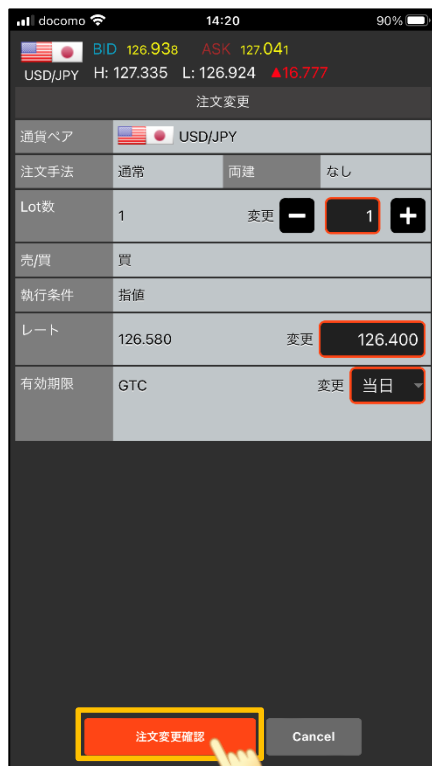 docomo 14:20 90%
BID 126.938 ASK 127.041
USD/JPY H: 127.335 L: 126.924 ▲16.777
注文変更
通貨ペア USD/JPY
注文手法 通常 両建 なし
Lot数 1 変更 − 1 +
売/買 買
執行条件 指値
レート 126.580 変更 126.400
有効期限 GTC 変更 当日
注文変更確認 Cancel